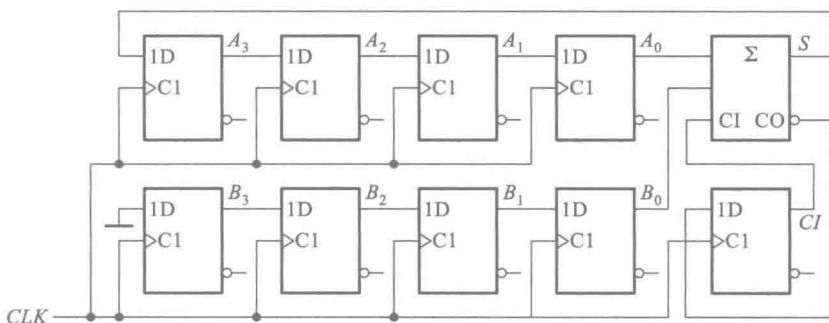 1D A₃ 1D A₂ 1D A₁ 1D A₀ Σ S
C1 C1 C1 C1 CI CO
1D B₃ 1D B₂ 1D B₁ 1D B₀ 1D CI
C1 C1 C1 C1 C1
CLK